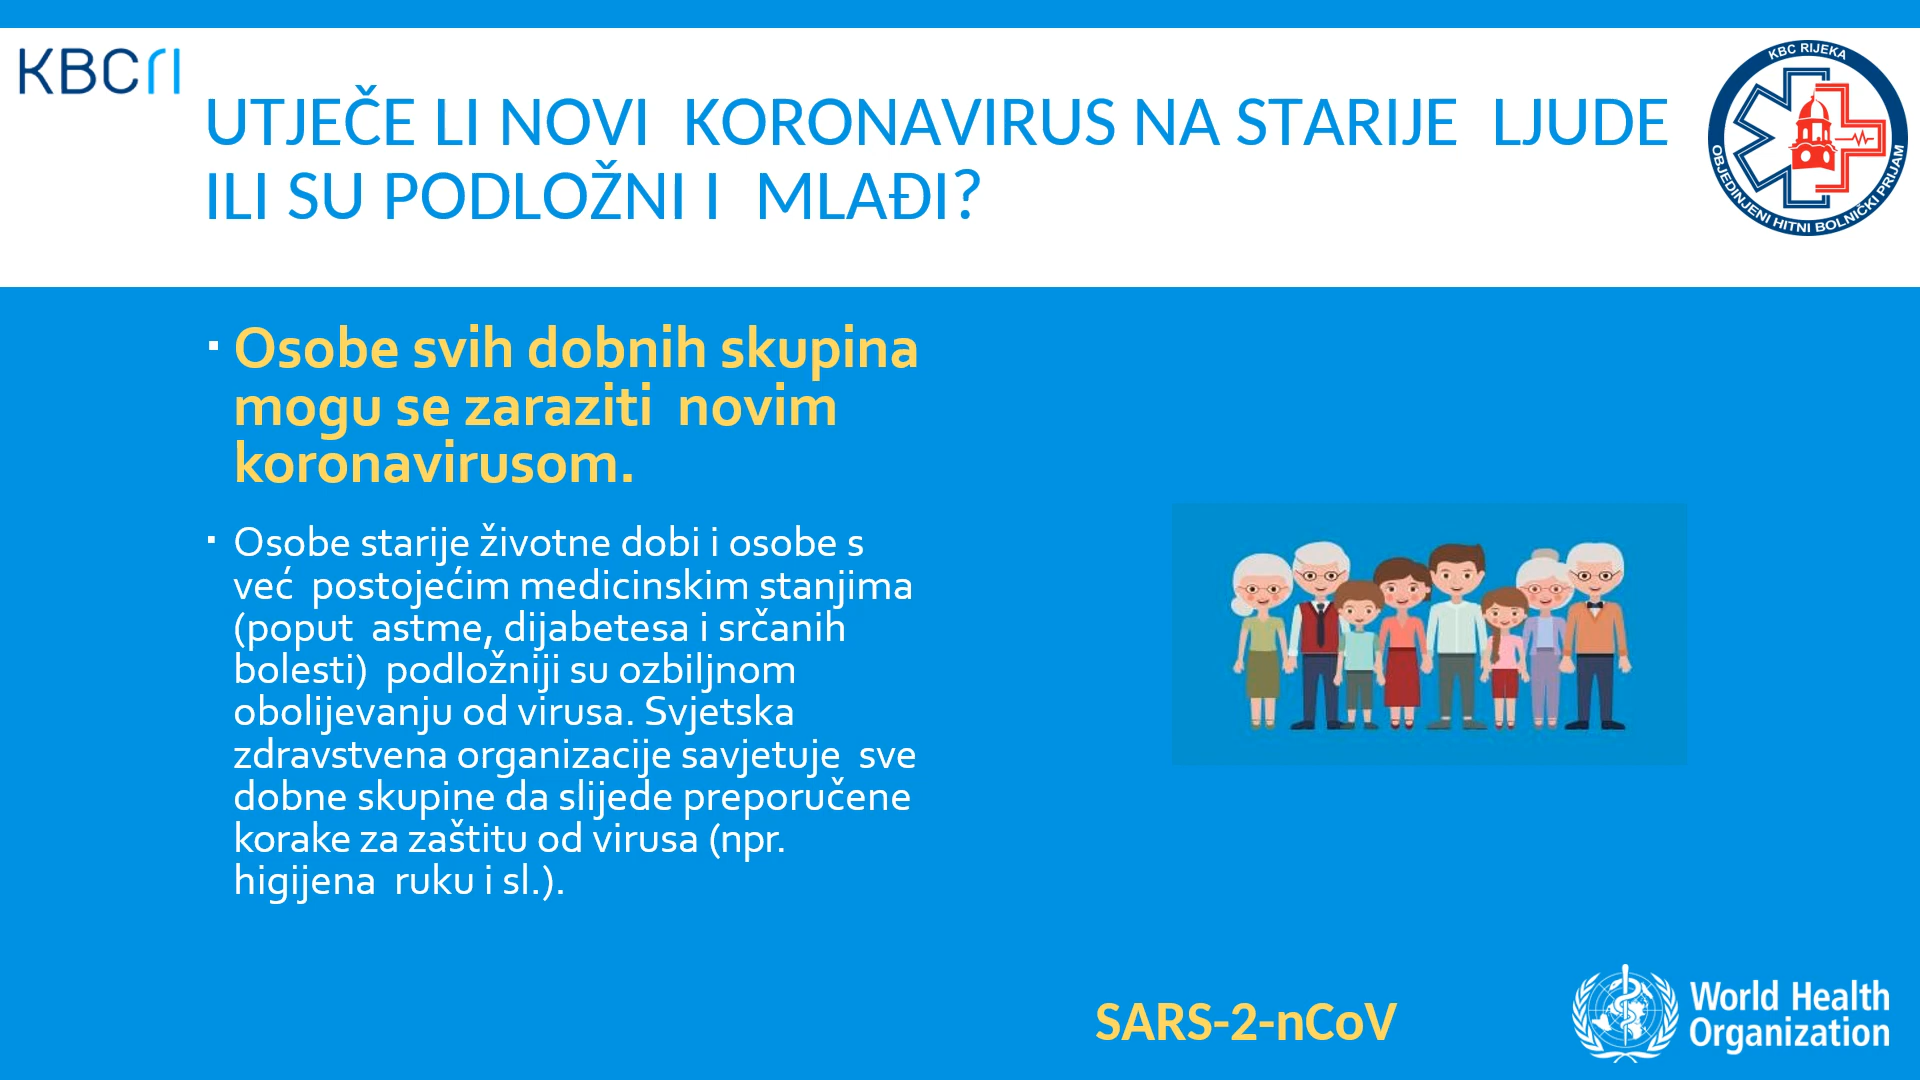 KBCrI
KBC RIJEKA
OBJEDINJENI HITNI BOLNIČKI PRIJAM
UTJEČE LI NOVI KORONAVIRUS NA STARIJE LJUDE
ILI SU PODLOŽNI I MLAĐI?
Osobe svih dobnih skupina
mogu se zaraziti novim
koronavirusom.
Osobe starije životne dobi i osobe s
već postojećim medicinskim stanjima
(poput astme, dijabetesa i srčanih
bolesti) podložniji su ozbiljnom
obolijevanju od virusa. Svjetska
zdravstvena organizacije savjetuje sve
dobne skupine da slijede preporučene
korake za zaštitu od virusa (npr.
higijena ruku i sl.).
SARS-2-nCoV
World Health
Organization